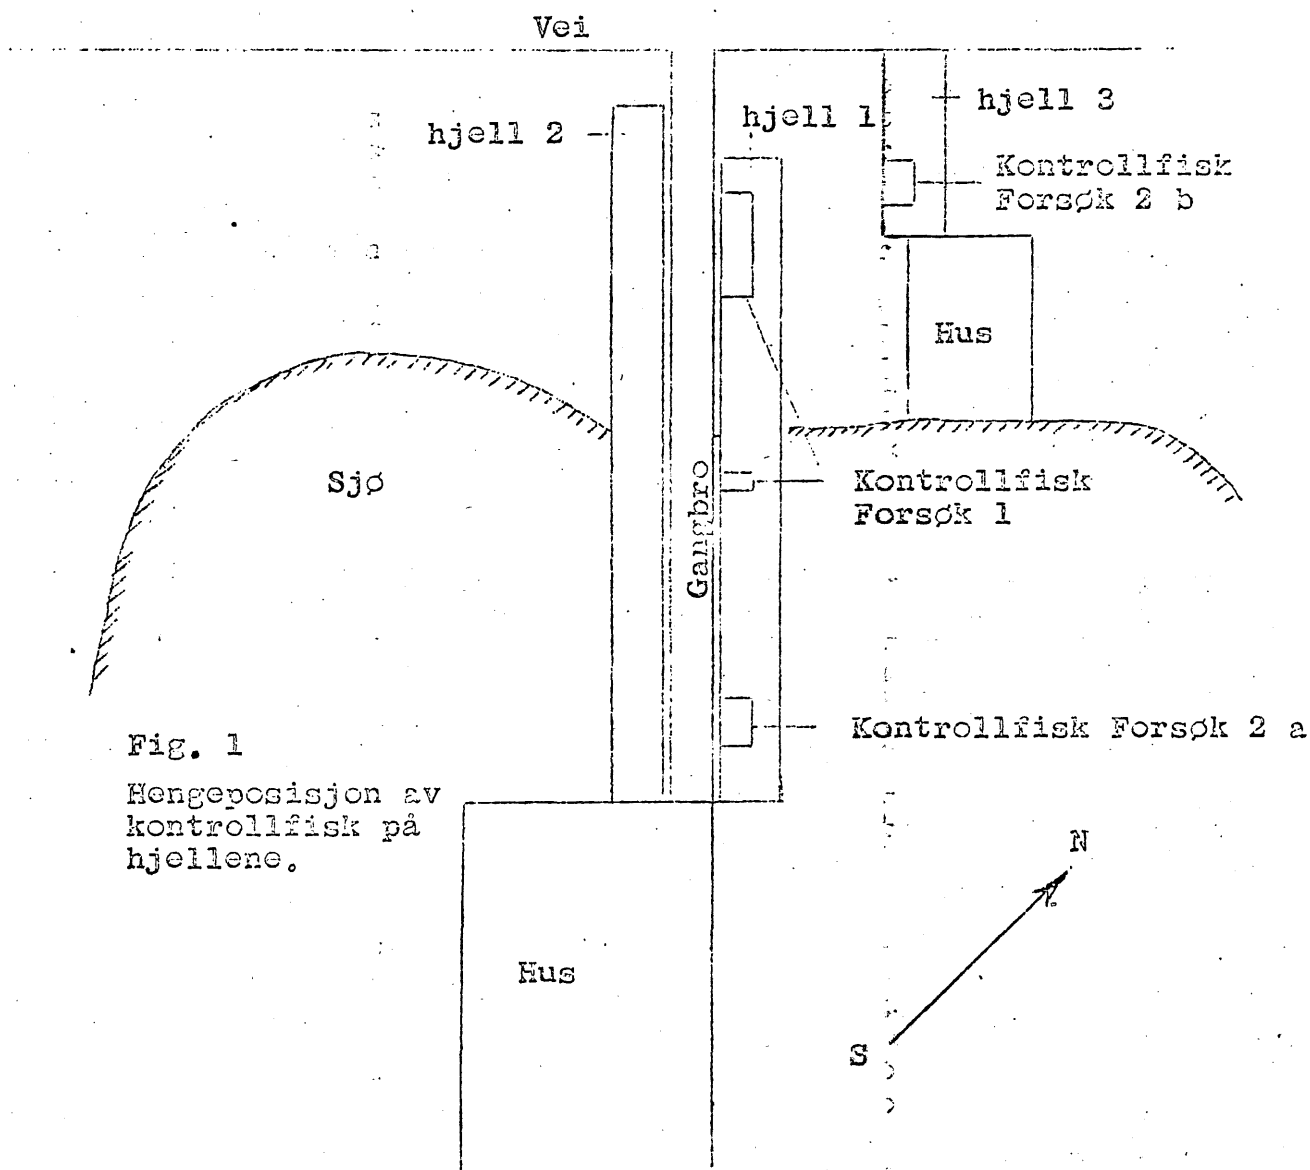 Vei
hjell 2
hjell 1
hjell 3
Kontrollfisk
Forsøk 2 b
Hus
Sjø
Gangbro
Kontrollfisk
Forsøk 1
Kontrollfisk Forsøk 2 a
Fig. 1
Hengeposisjon av
kontrollfisk på
hjellene.
N
Hus
S